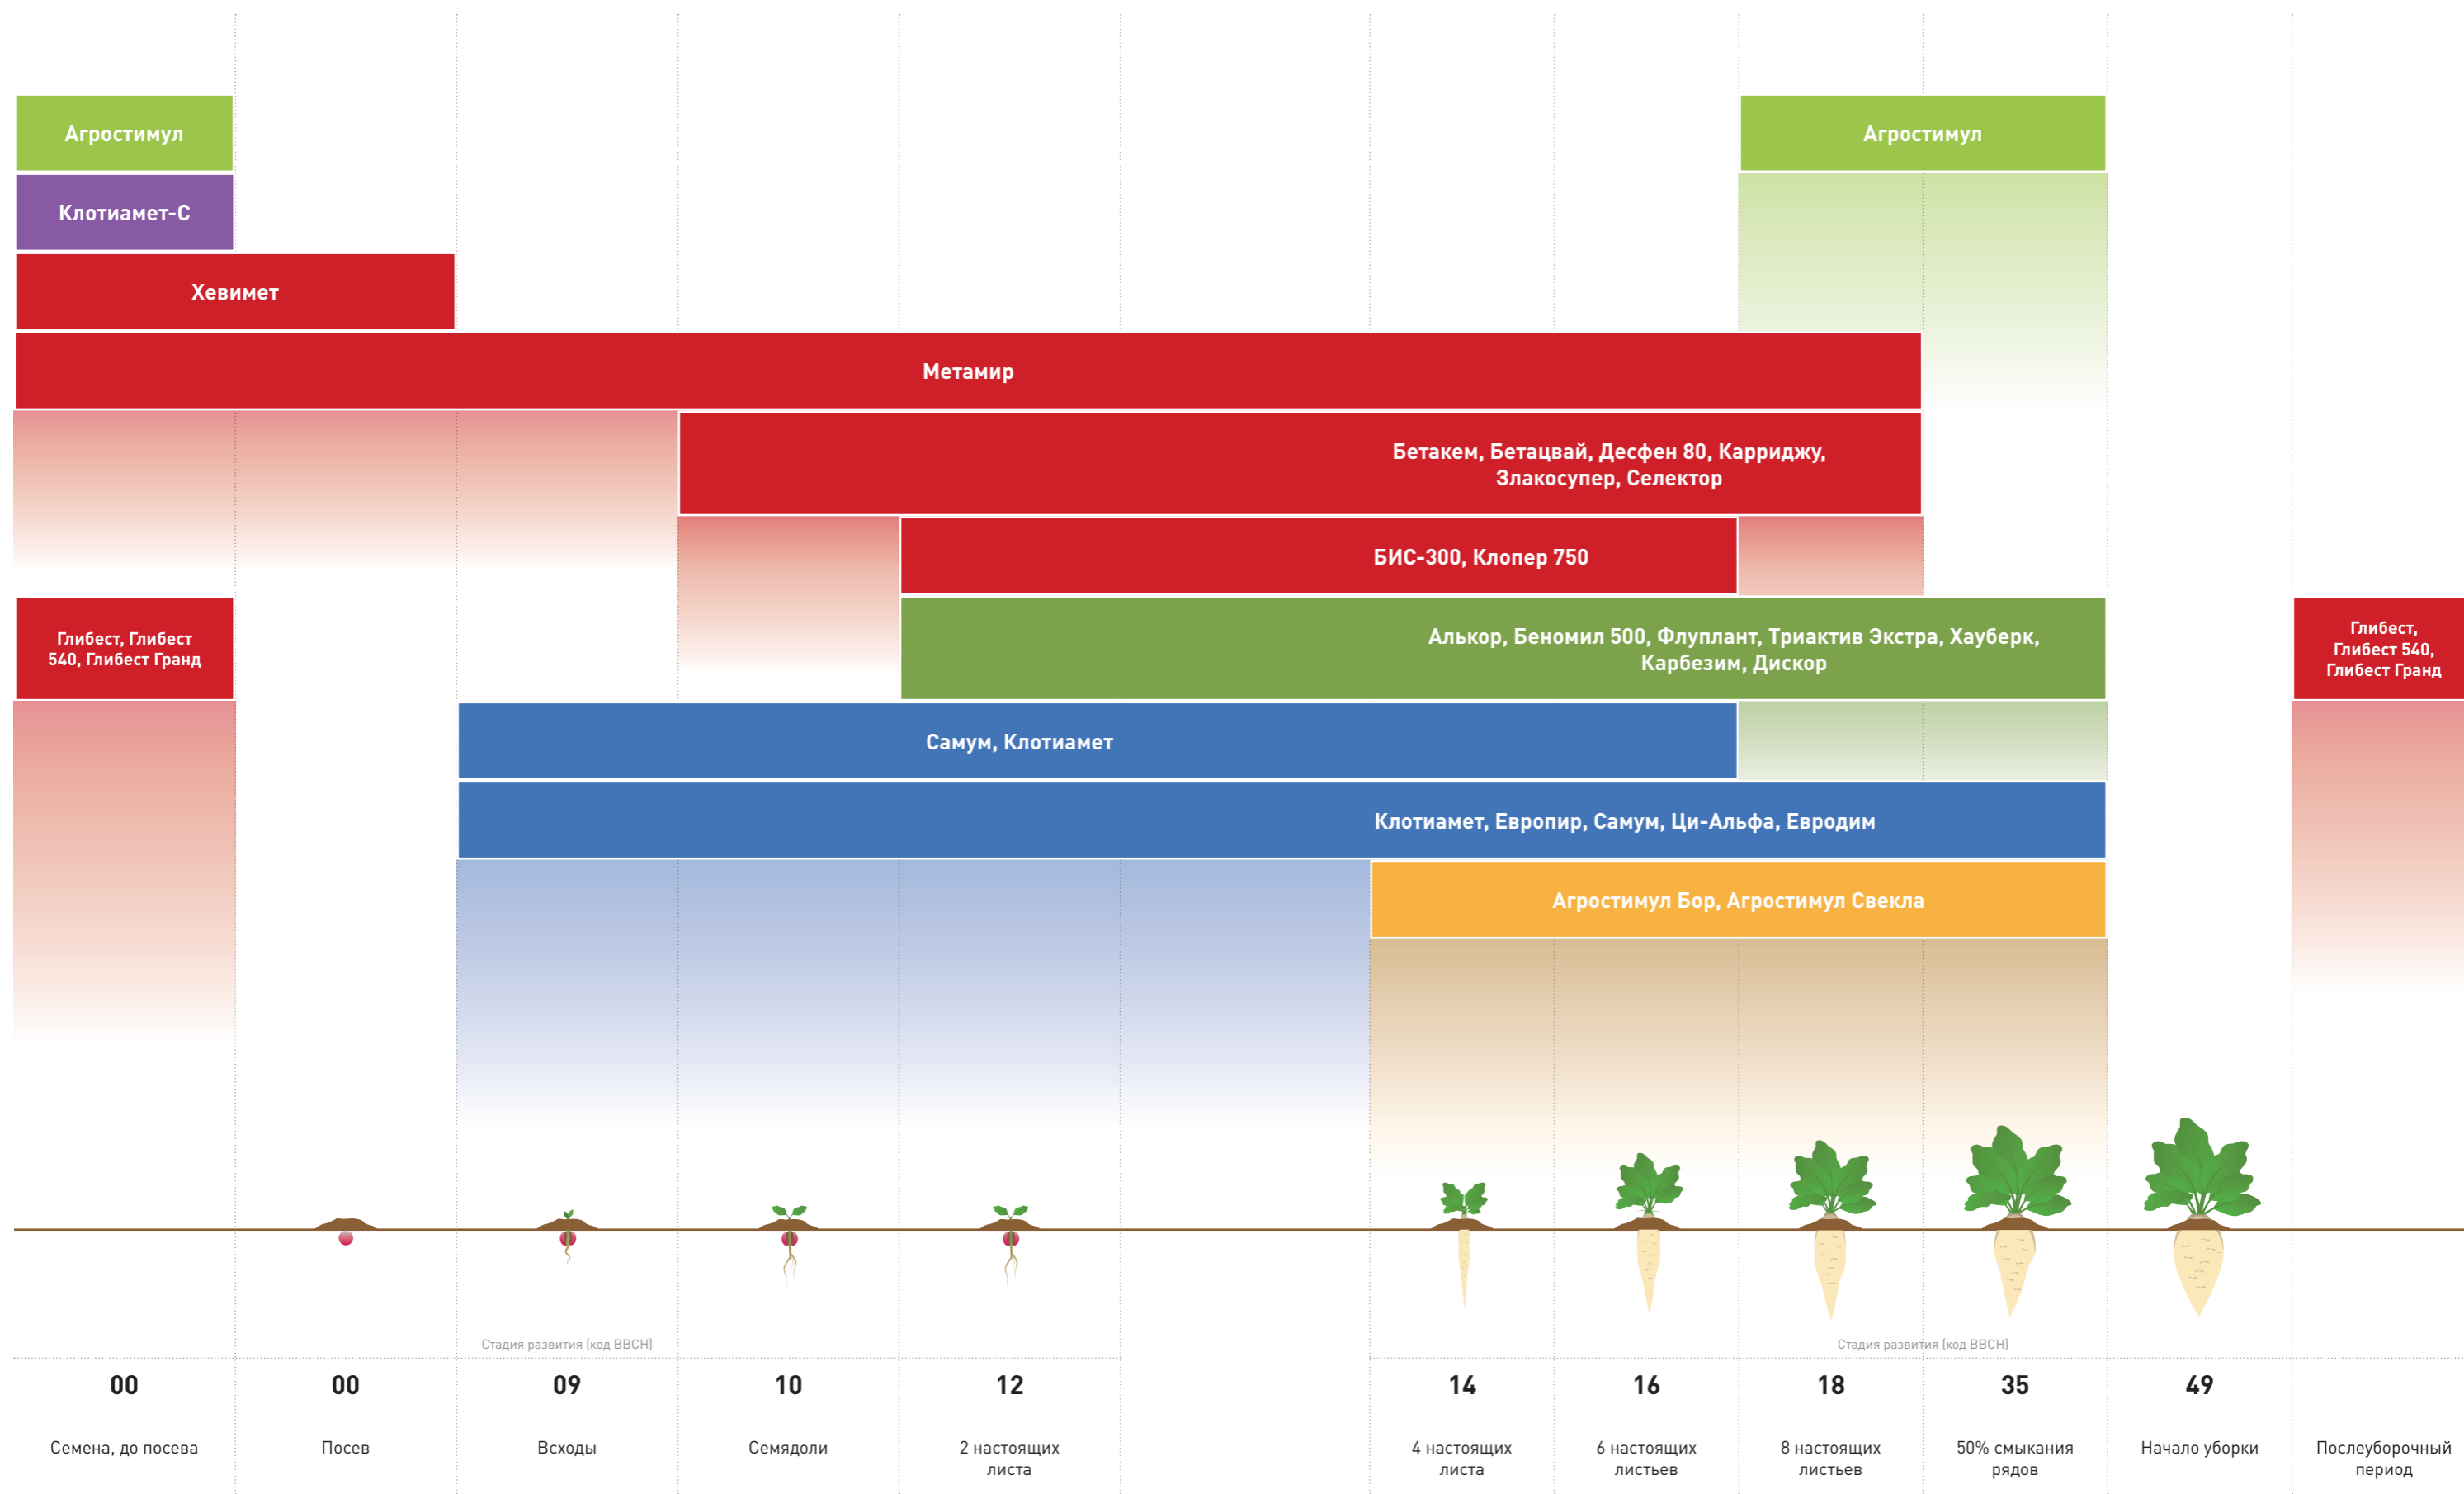 Агростимул
Агростимул
Клотиамет-С
Хевимет
Метамир
Бетакем, Бетацвай, Десфен 80, Карриджу,
Злакосупер, Селектор
БИС-300, Клопер 750
Глибест, Глибест
540, Глибест Гранд
Алькор, Беномил 500, Флуплант, Триактив Экстра, Хауберк,
Карбезим, Дискор
Глибест,
Глибест 540,
Глибест Гранд
Самум, Клотиамет
Клотиамет, Европир, Самум, Ци-Альфа, Евродим
Агростимул Бор, Агростимул Свекла
Стадия развития (код ВВСН)
Стадия развития (код ВВСН)
00
00
09
10
12
14
16
18
35
49
Семена, до посева
Посев
Всходы
Семядоли
2 настоящих
листа
4 настоящих
листа
6 настоящих
листьев
8 настоящих
листьев
50% смыкания
рядов
Начало уборки
Послеуборочный
период